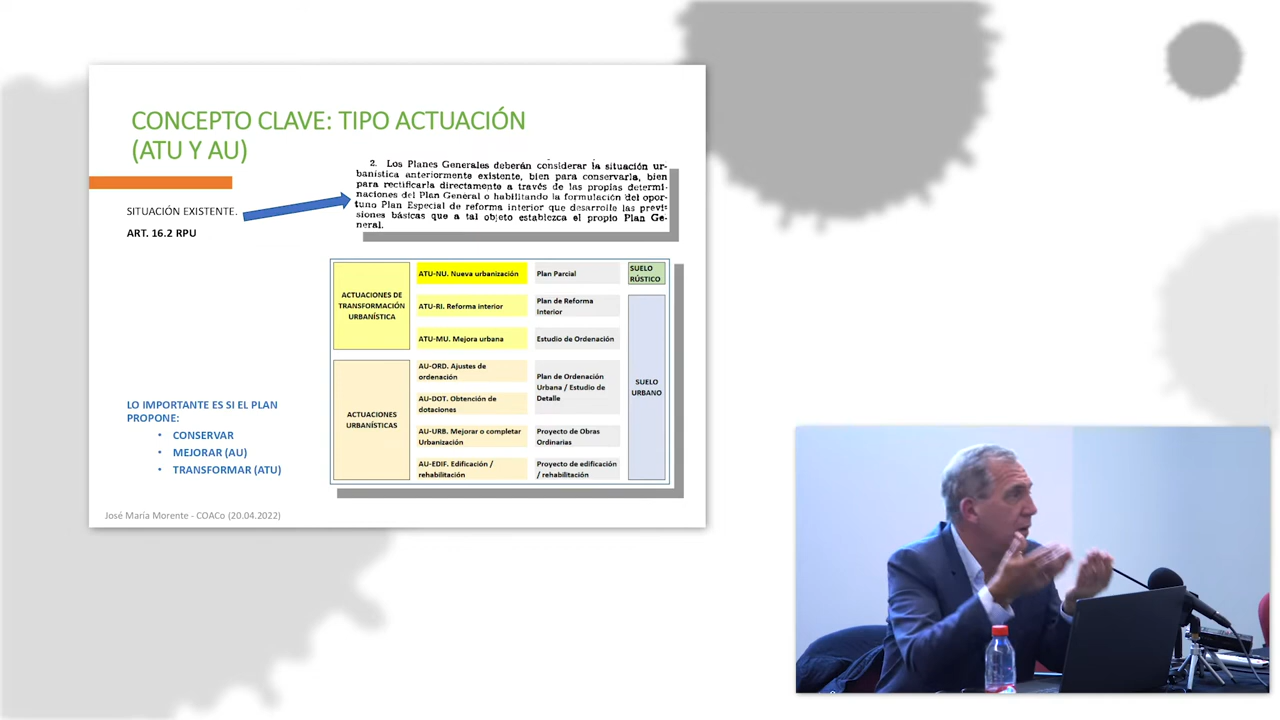 CONCEPTO CLAVE: TIPO ACTUACIÓN
(ATU Y AU)
SITUACIÓN EXISTENTE.
ART. 16.2 RPU
2. Los Planes Generales deberán considerar la situación ur-
banística anteriormente existente, bien para conservarla, bien
para rectificarla directamente a través de las propias determi-
naciones del Plan General o habilitando la formulación del opor-
tuno Plan Especial de reforma interior que desarrolle las previ-
siones básicas que a tal objeto establezca el propio Plan Ge-
neral.
ACTUACIONES DE
TRANSFORMACIÓN
URBANÍSTICA
ATU-NU. Nueva urbanización
Plan Parcial
SUELO
RÚSTICO
ATU-RI. Reforma interior
Plan de Reforma
Interior
ATU-MU. Mejora urbana
Estudio de Ordenación
ACTUACIONES
URBANÍSTICAS
AU-ORD. Ajustes de
ordenación
Plan de Ordenación
Urbana / Estudio de
Detalle
SUELO
URBANO
AU-DOT. Obtención de
dotaciones
AU-URB. Mejorar o completar
Urbanización
Proyecto de Obras
Ordinarias
AU-EDIF. Edificación /
rehabilitación
Proyecto de edificación
/ rehabilitación
LO IMPORTANTE ES SI EL PLAN
PROPONE:
• CONSERVAR
• MEJORAR (AU)
• TRANSFORMAR (ATU)
José María Morente - COACo (20.04.2022)